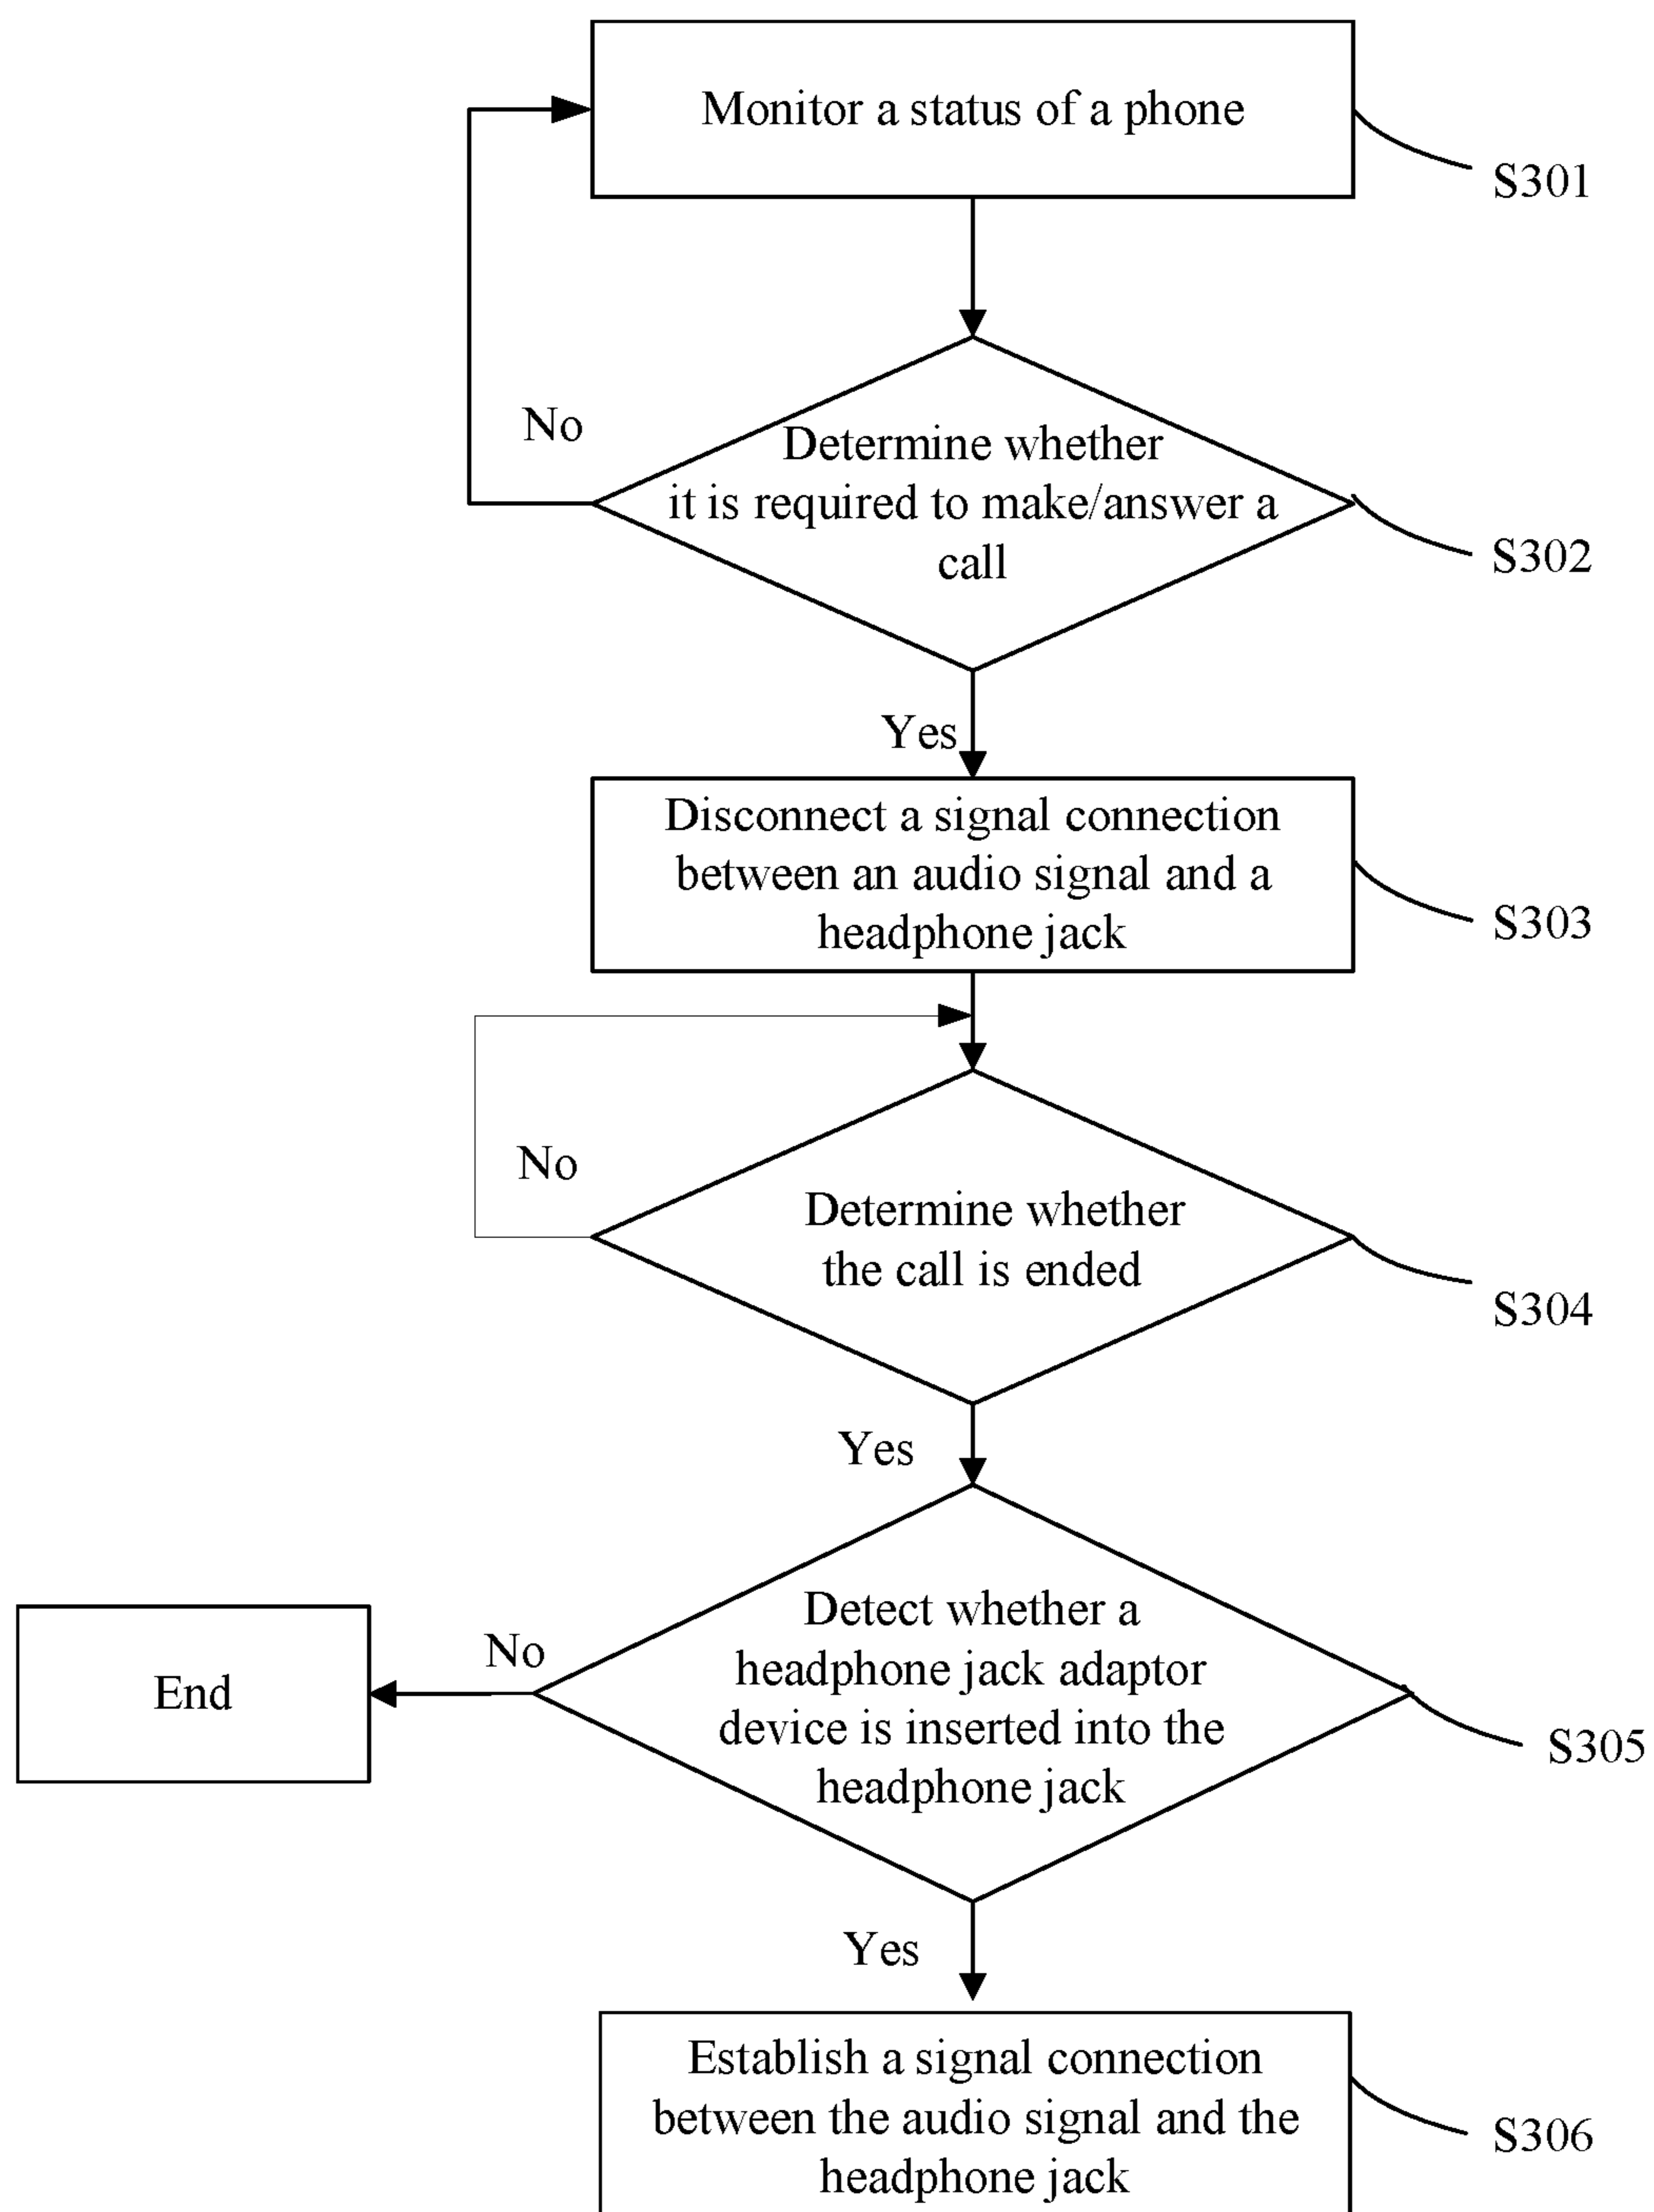 Monitor a status of a phone
S301
No
Determine whether
it is required to make/answer a
call
S302
Yes
Disconnect a signal connection
between an audio signal and a
headphone jack
S303
No
Determine whether
the call is ended
S304
Yes
Detect whether a
headphone jack adaptor
device is inserted into the
headphone jack
S305
No
End
Yes
Establish a signal connection
between the audio signal and the
headphone jack
S306